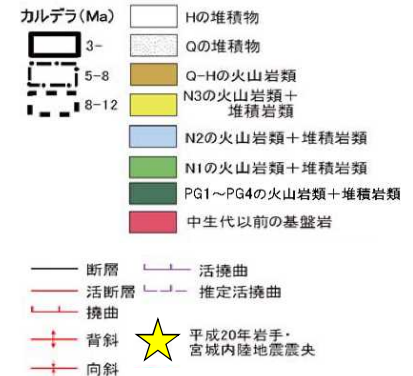 カルデラ(Ma)
3-
5-8
8-12
Hの堆積物
Qの堆積物
Q-Hの火山岩類
N3の火山岩類+
堆積岩類
N2の火山岩類+堆積岩類
N1の火山岩類+堆積岩類
PG1～PG4の火山岩類+堆積岩類
中生代以前の基盤岩
断層
活断層
撓曲
背斜
向斜
活撓曲
推定活撓曲
平成20年岩手・
宮城内陸地震震央